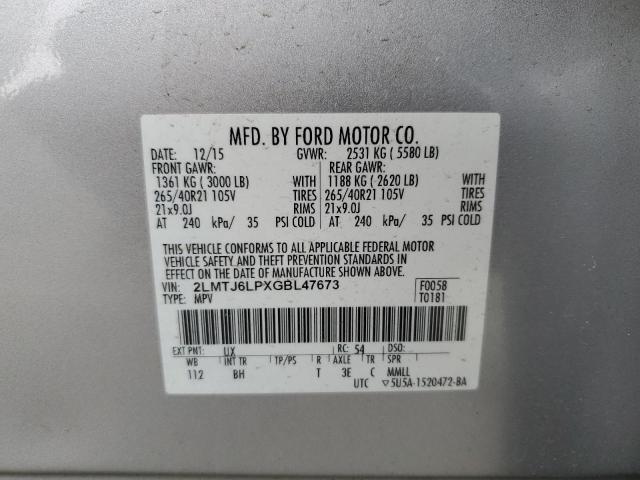 MFD. BY FORD MOTOR CO.
DATE: 12/15 GVWR: 2531 KG ( 5580 LB)
FRONT GAWR: REAR GAWR:
1361 KG ( 3000 LB) WITH 1188 KG ( 2620 LB) WITH
265/40R21 105V TIRES 265/40R21 105V TIRES
21x9.0J RIMS 21x9.0J RIMS
AT 240 kPa/ 35 PSI COLD AT 240 kPa/ 35 PSI COLD
THIS VEHICLE CONFORMS TO ALL APPLICABLE FEDERAL MOTOR
VEHICLE SAFETY AND THEFT PREVENTION STANDARDS IN
EFFECT ON THE DATE OF MANUFACTURE SHOWN ABOVE.
VIN: 2LMTJ6LPXGBL47673 F0058
TYPE: MPV T0181
EXT PNT: UX RC: 54 DSO:
WB INT TR TP/PS R AXLE TR SPR
112 BH T 3E C MMLL
UTC ▽5U5A-1520472-BA